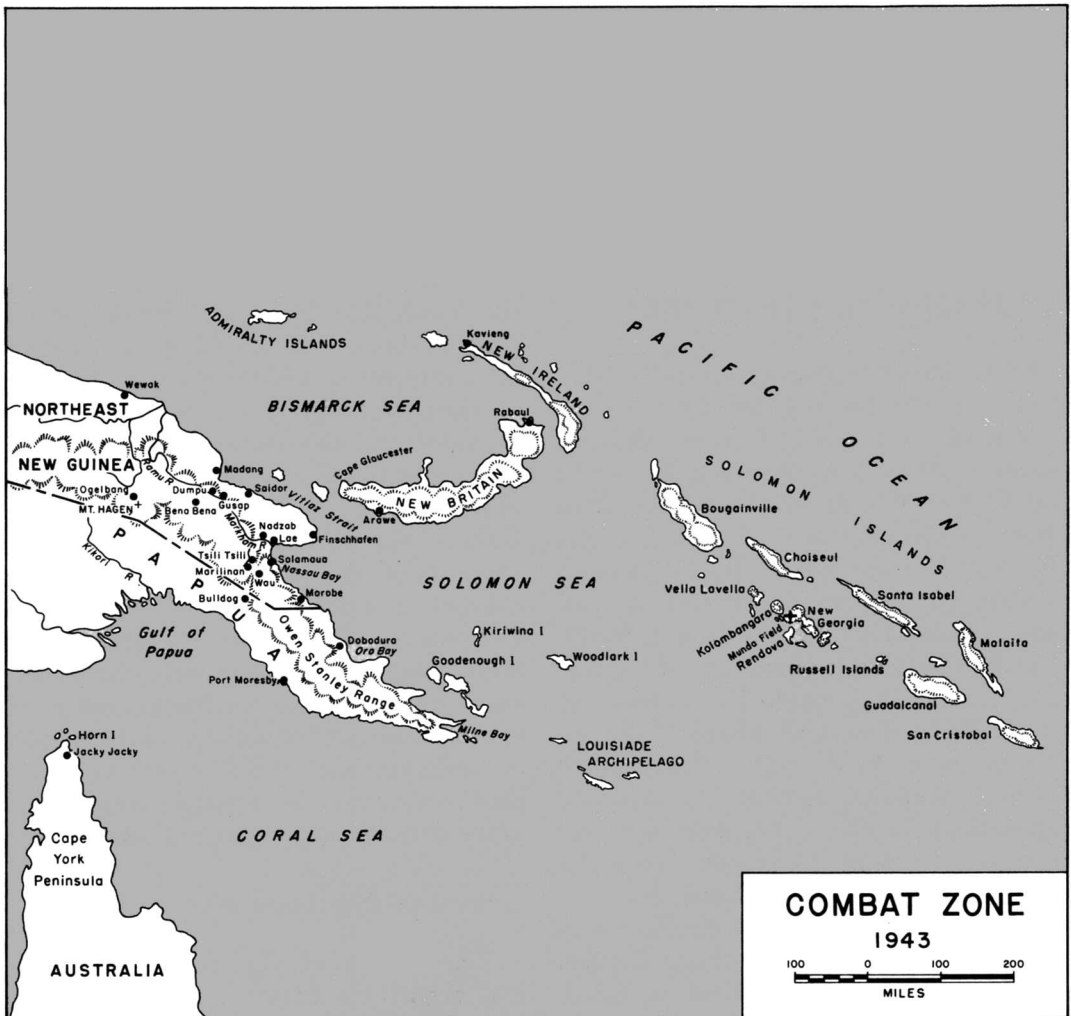 ADMIRALTY ISLANDS
Kavieng
NEW IRELAND
PACIFIC OCEAN
Wewak
NORTHEAST
NEW GUINEA
BISMARCK SEA
Rabaul
Ramu R
Madang
Cape Gloucester
NEW BRITAIN
SOLOMON ISLANDS
Ogelbang
MT. HAGEN
Dumpu
Bena Bena
Gusap
Saidor
Vitiaz Strait
Arawe
Bougainville
Markham R
Nadzab
Lae
Finschhafen
PAPUA
Kikori R
Tsili Tsili
Marilinan
Salamaua
Nassau Bay
Wau
SOLOMON SEA
Choiseul
Vella Lavella
Santa Isabel
Bulldog
Morobe
Kolombangara
New
Georgia
Munda Field
Rendova
Malaita
Gulf of
Papua
Owen Stanley Range
Dobodura
Oro Bay
Kiriwina I
Goodenough I
Woodlark I
Russell Islands
Port Moresby
Guadalcanal
Milne Bay
San Cristobal
Horn I
Jacky Jacky
LOUISIADE
ARCHIPELAGO
CORAL SEA
Cape
York
Peninsula
AUSTRALIA
COMBAT ZONE
1943
100 0 100 200
MILES